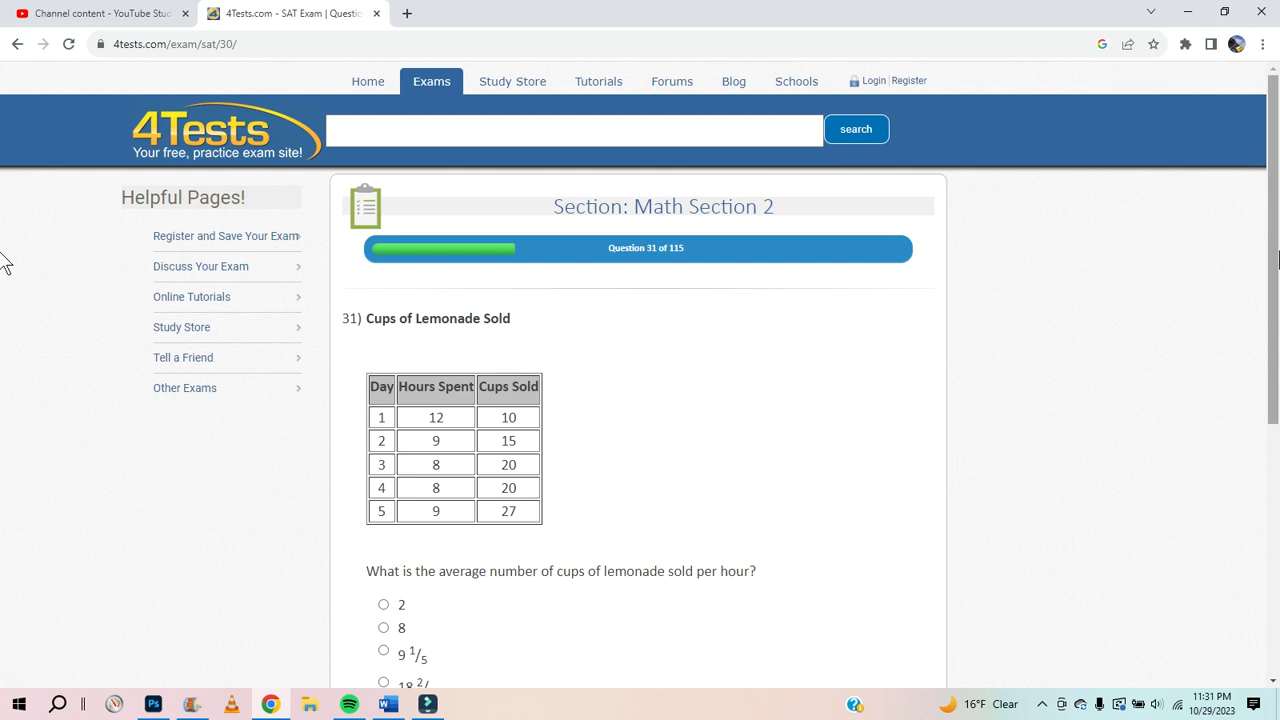 Channel content - YouTube Stud
4Tests.com - SAT Exam | Questio
4tests.com/exam/sat/30/
Home
Exams
Study Store
Tutorials
Forums
Blog
Schools
Login
Register
4Tests
Your free, practice exam site!
search
Helpful Pages!
Register and Save Your Exam
Discuss Your Exam
Online Tutorials
Study Store
Tell a Friend
Other Exams
Section: Math Section 2
Question 31 of 115
31) Cups of Lemonade Sold
Day Hours Spent Cups Sold
1 12 10
2 9 15
3 8 20
4 8 20
5 9 27
What is the average number of cups of lemonade sold per hour?
2
8
9 1/5
18 2/
16°F Clear
11:31 PM
10/29/2023